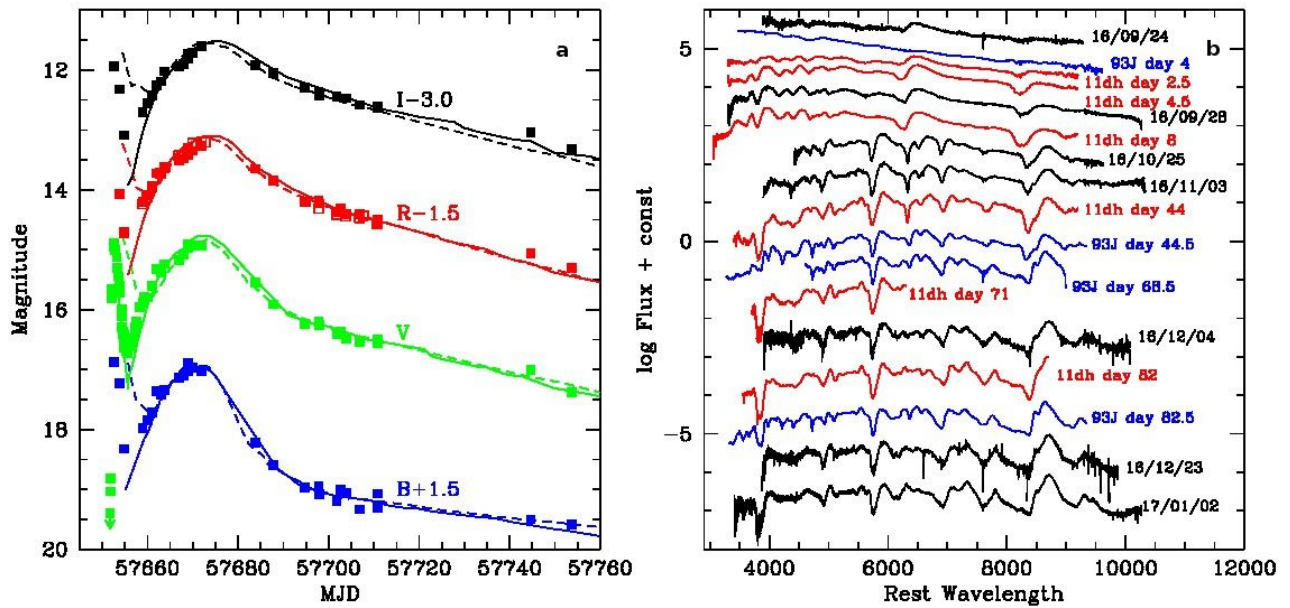 a
12
14
16
18
20
Magnitude
I-3.0
R-1.5
V
B+1.5
57660
57680
57700
57720
57740
57760
MJD
b
5
0
-5
log Flux + const
16/09/24
93J day 4
11dh day 2.5
11dh day 4.5
16/09/28
11dh day 8
16/10/25
16/11/03
11dh day 44
93J day 44.5
93J day 68.5
11dh day 71
16/12/04
11dh day 82
93J day 82.5
16/12/23
17/01/02
4000
6000
8000
10000
12000
Rest Wavelength